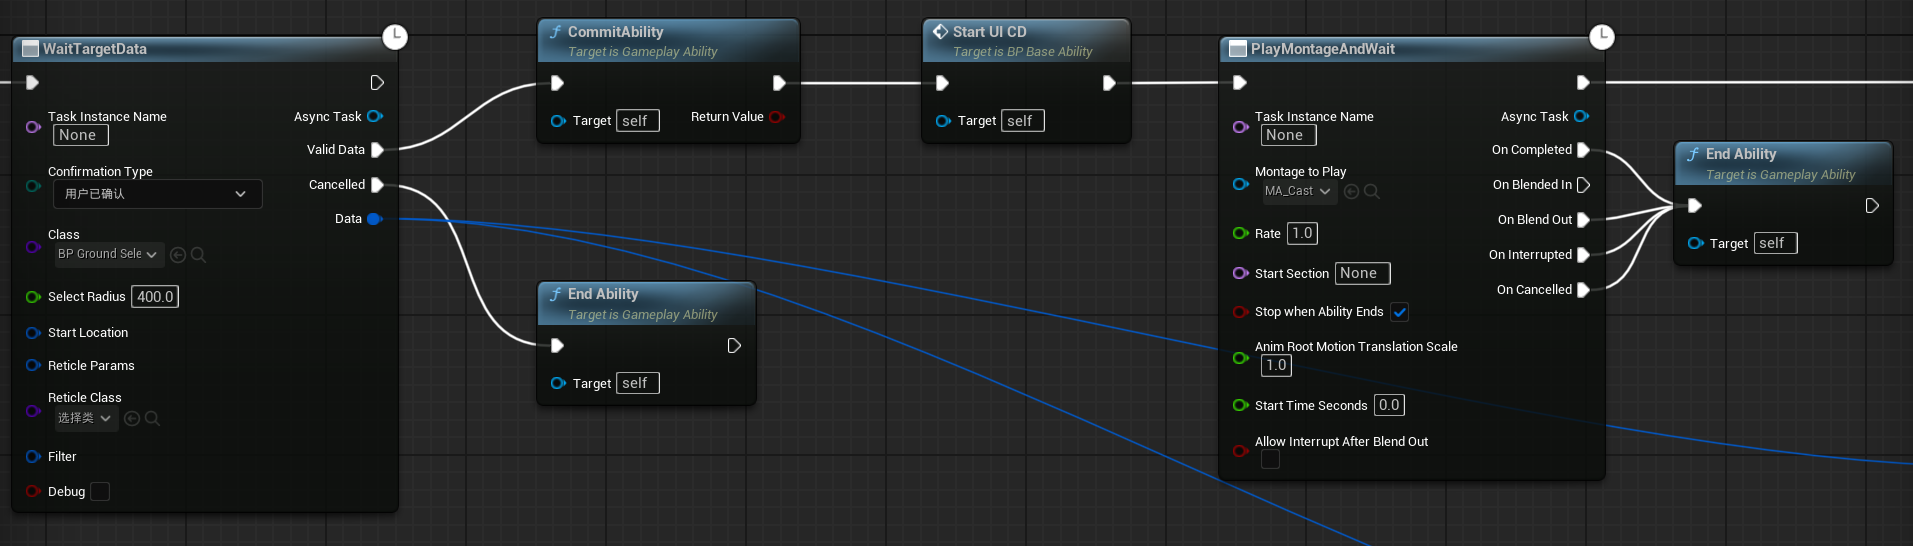 WaitTargetData
Task Instance Name
None
Async Task
Valid Data
Confirmation Type
用户已确认
Cancelled
Data
Class
BP Ground Sele
Select Radius 400.0
Start Location
Reticle Params
Reticle Class
选择类
Filter
Debug
CommitAbility
Target is Gameplay Ability
Target self
Return Value
End Ability
Target is Gameplay Ability
Target self
Start UI CD
Target is BP Base Ability
Target self
PlayMontageAndWait
Task Instance Name
None
Async Task
On Completed
Montage to Play
MA_Cast
On Blended In
On Blend Out
Rate 1.0
On Interrupted
Start Section None
On Cancelled
Stop when Ability Ends
Anim Root Motion Translation Scale
1.0
Start Time Seconds 0.0
Allow Interrupt After Blend Out
End Ability
Target is Gameplay Ability
Target self